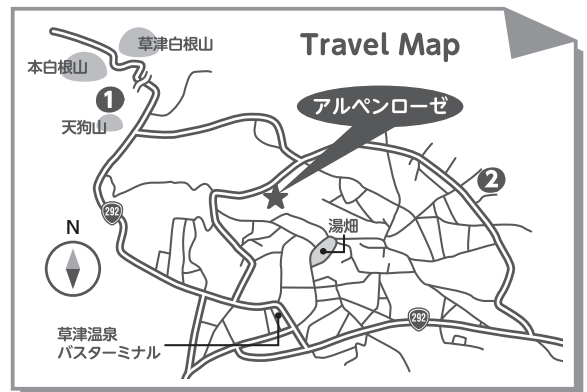 Travel Map
草津白根山
本白根山
1
アルペンローゼ
天狗山
2
292
湯畑
N
292
草津温泉
バスターミナル